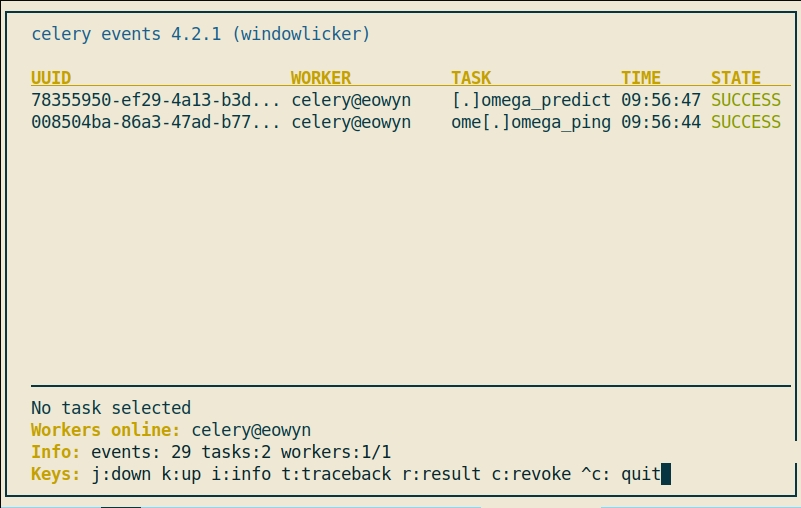 celery events 4.2.1 (windowlicker)
UUID WORKER TASK TIME STATE
78355950-ef29-4a13-b3d... celery@eowyn [.]omega_predict 09:56:47 SUCCESS
008504ba-86a3-47ad-b77... celery@eowyn ome[.]omega_ping 09:56:44 SUCCESS
No task selected
Workers online: celery@eowyn
Info: events: 29 tasks:2 workers:1/1
Keys: j:down k:up i:info t:traceback r:result c:revoke ^c: quit